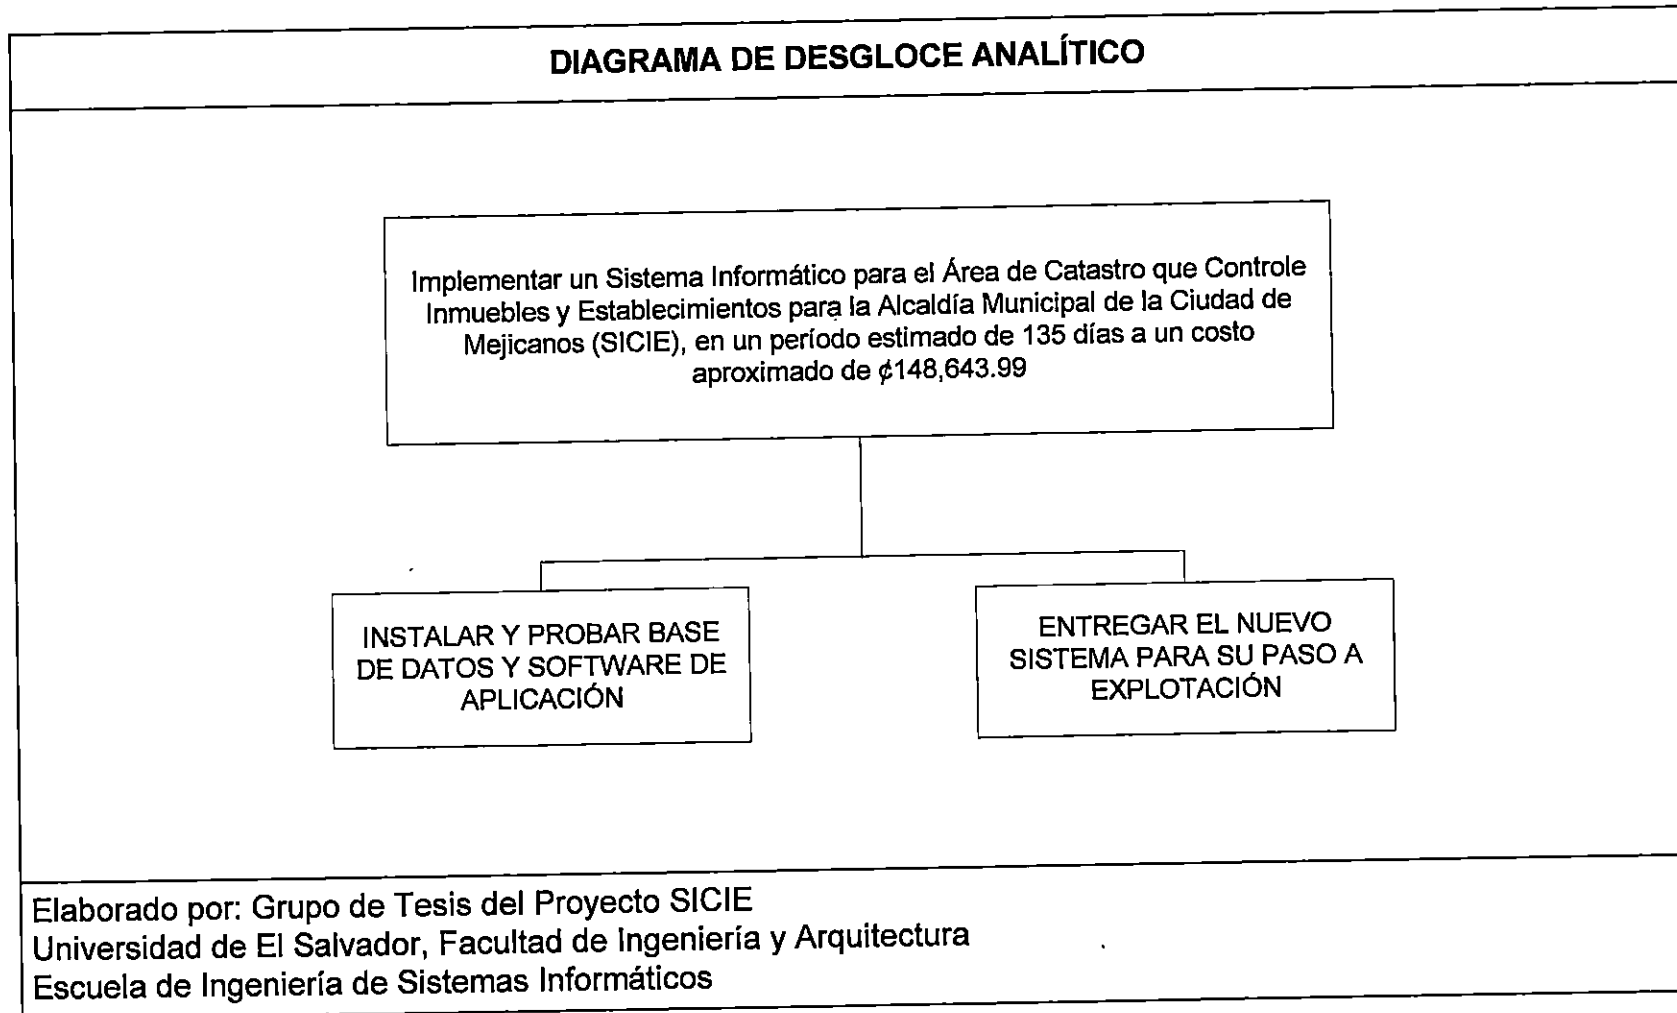 DIAGRAMA DE DESGLOCE ANALÍTICO
Implementar un Sistema Informático para el Área de Catastro que Controle
Inmuebles y Establecimientos para la Alcaldía Municipal de la Ciudad de
Mejicanos (SICIE), en un período estimado de 135 días a un costo
aproximado de ¢148,643.99
INSTALAR Y PROBAR BASE
DE DATOS Y SOFTWARE DE
APLICACIÓN
ENTREGAR EL NUEVO
SISTEMA PARA SU PASO A
EXPLOTACIÓN
Elaborado por: Grupo de Tesis del Proyecto SICIE
Universidad de El Salvador, Facultad de Ingeniería y Arquitectura
Escuela de Ingeniería de Sistemas Informáticos